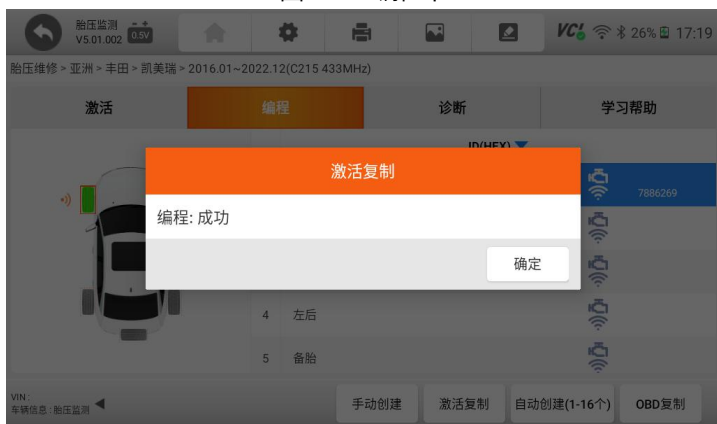 胎压监测
V5.01.002 0.5V
VC 26% 17:19
胎压维修 > 亚洲 > 丰田 > 凯美瑞 > 2016.01~2022.12(C215 433MHz)
激活 编程 诊断 学习帮助
ID(HEX)
激活复制
7886269
编程: 成功
确定
4 左后
5 备胎
VIN:
车辆信息:胎压监测
手动创建 激活复制 自动创建(1-16个) OBD复制